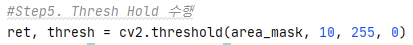 #Step5. Thresh Hold 수행
ret, thresh = cv2.threshold(area_mask, 10, 255, 0)